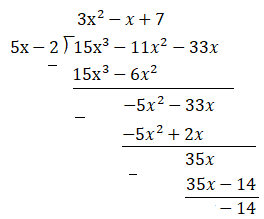 3x² − x + 7
5x − 2 ⟌ 15x³ − 11x² − 33x
− 15x³ − 6x²
−5x² − 33x
− −5x² + 2x
35x
− 35x − 14
− 14